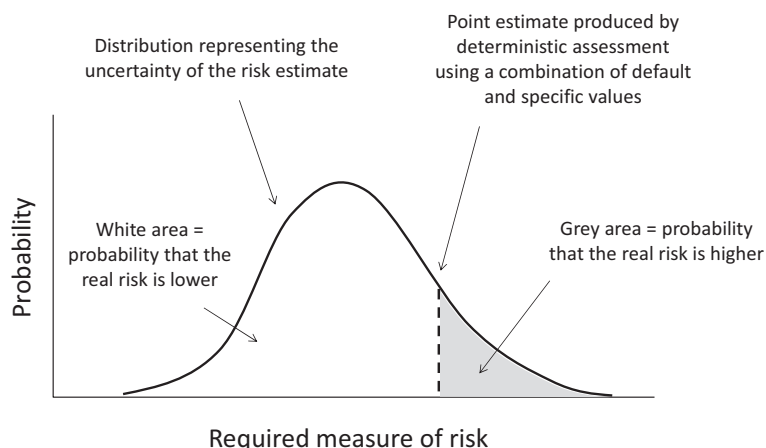 Distribution representing the
uncertainty of the risk estimate
Point estimate produced by
deterministic assessment
using a combination of default
and specific values
White area =
probability that the
real risk is lower
Grey area = probability
that the real risk is higher
Probability
Required measure of risk